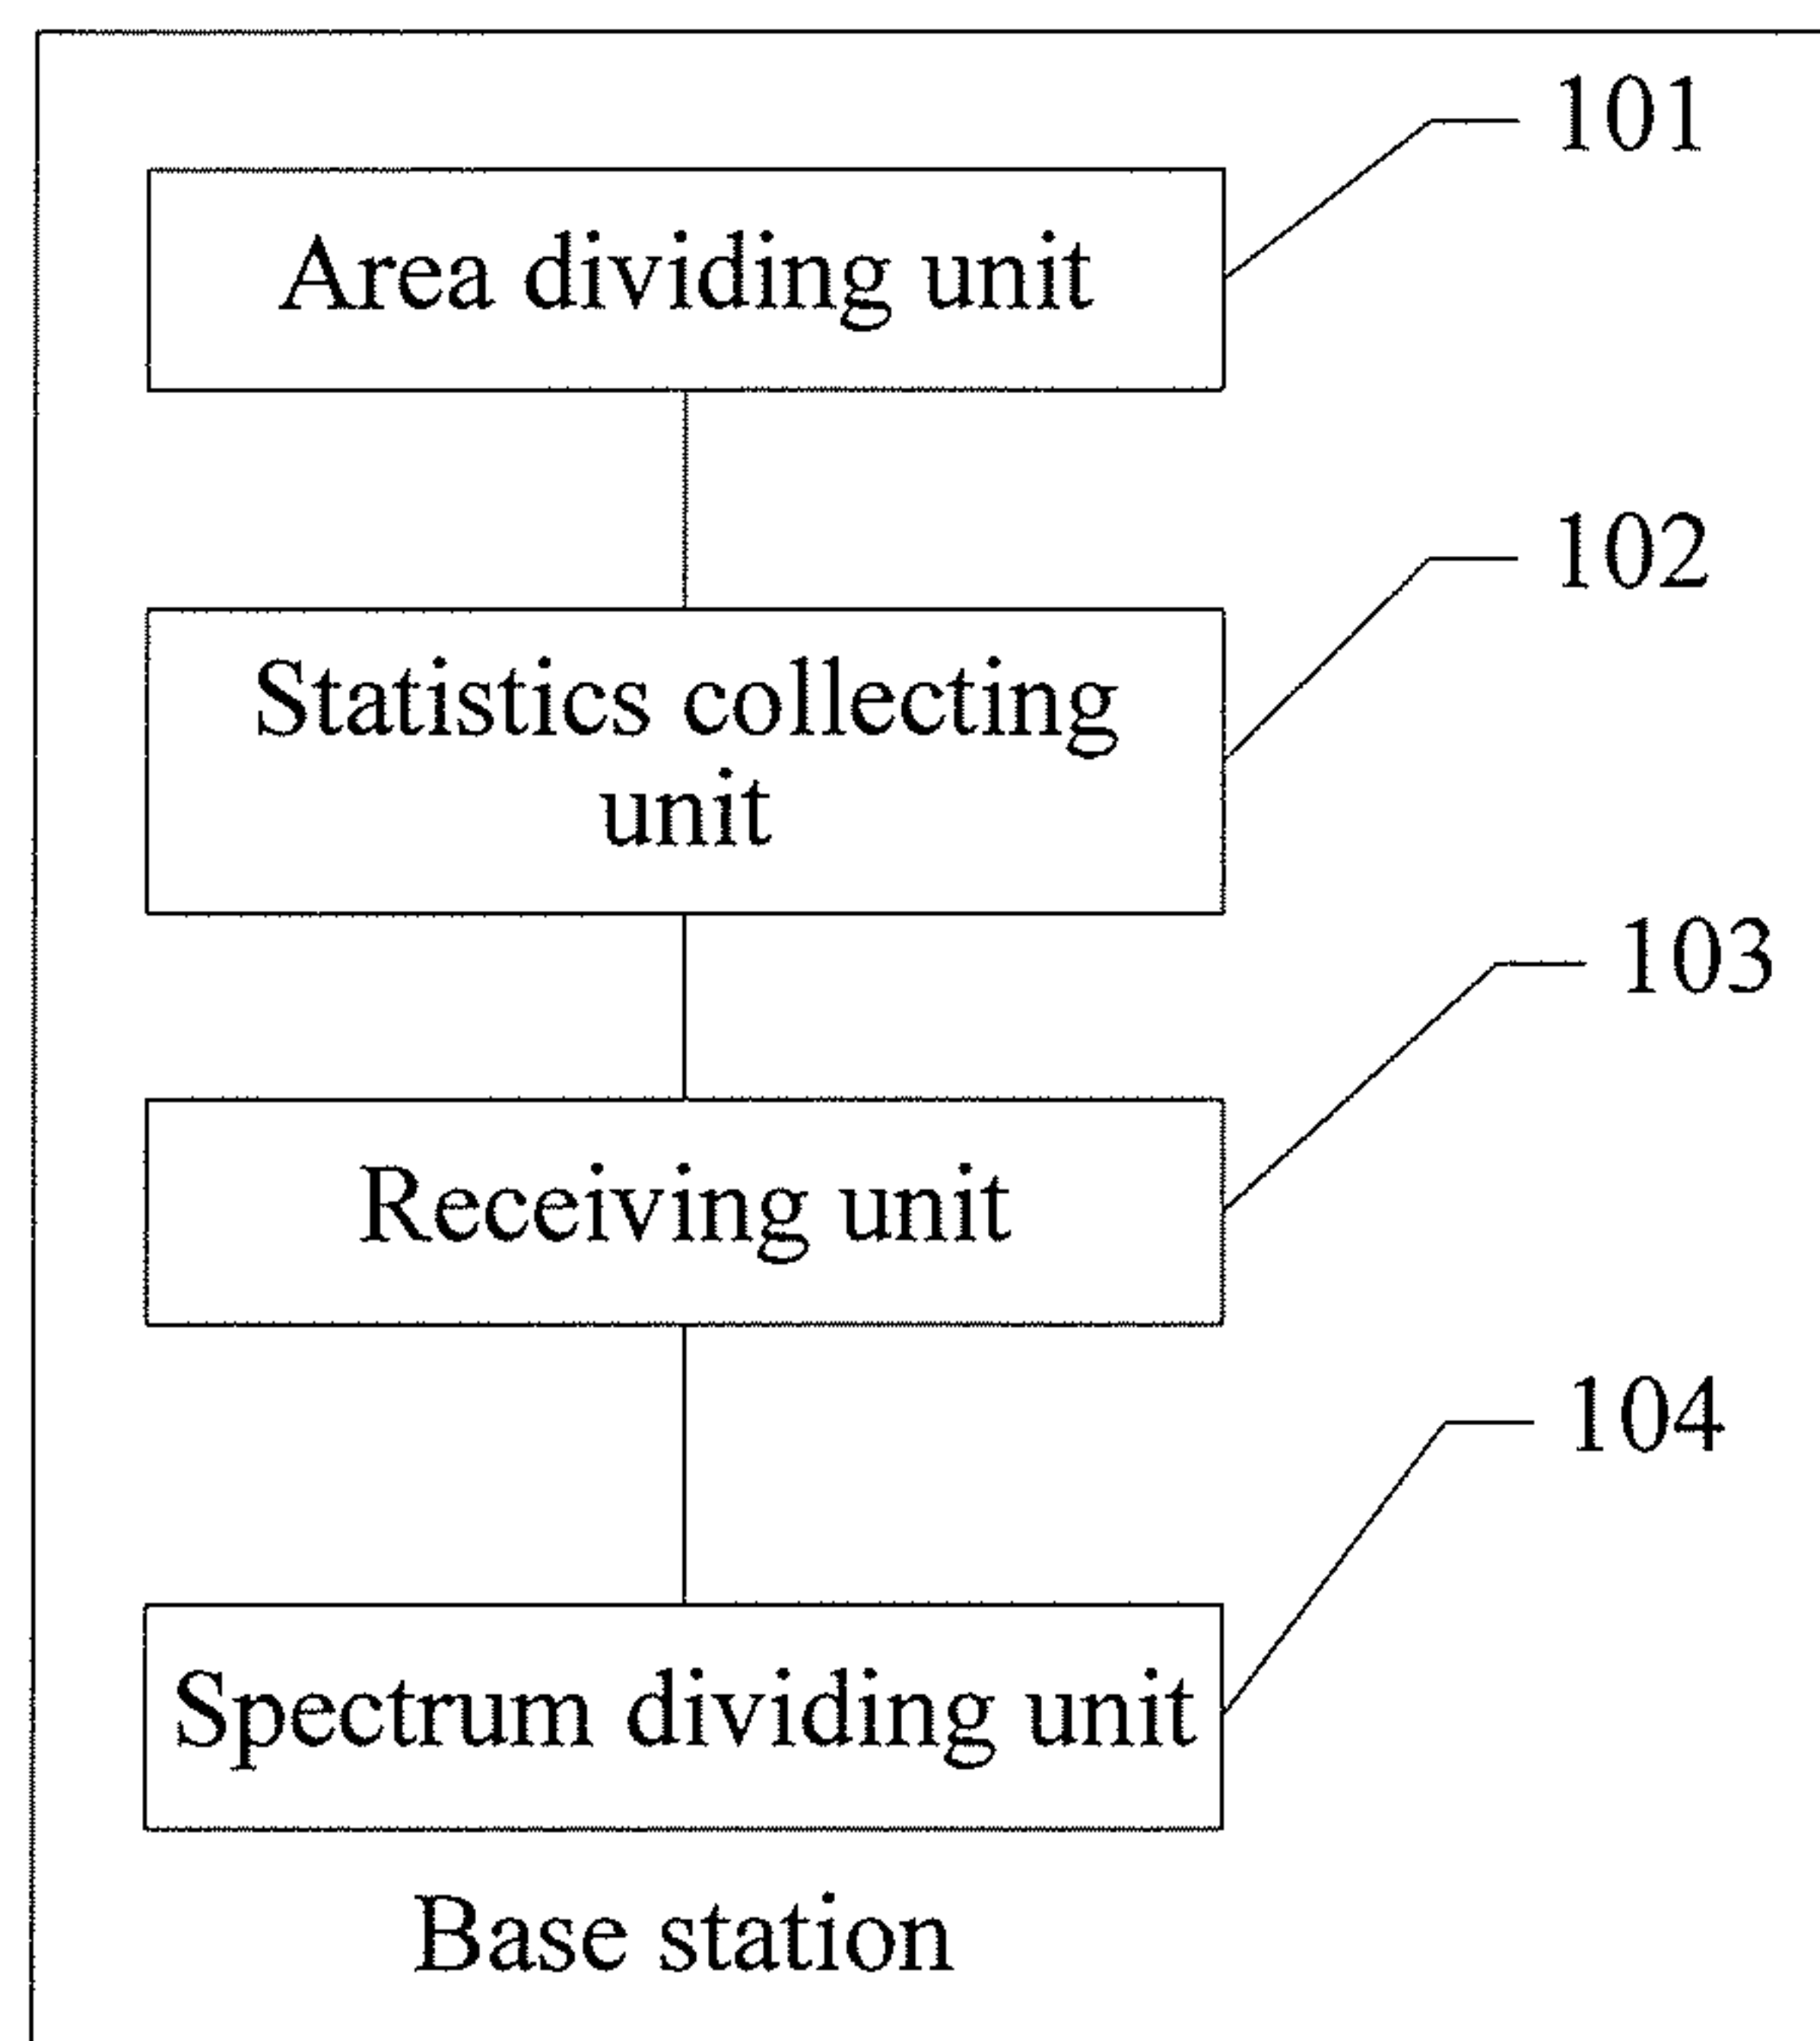 101
Area dividing unit
102
Statistics collecting
unit
103
Receiving unit
104
Spectrum dividing unit
Base station